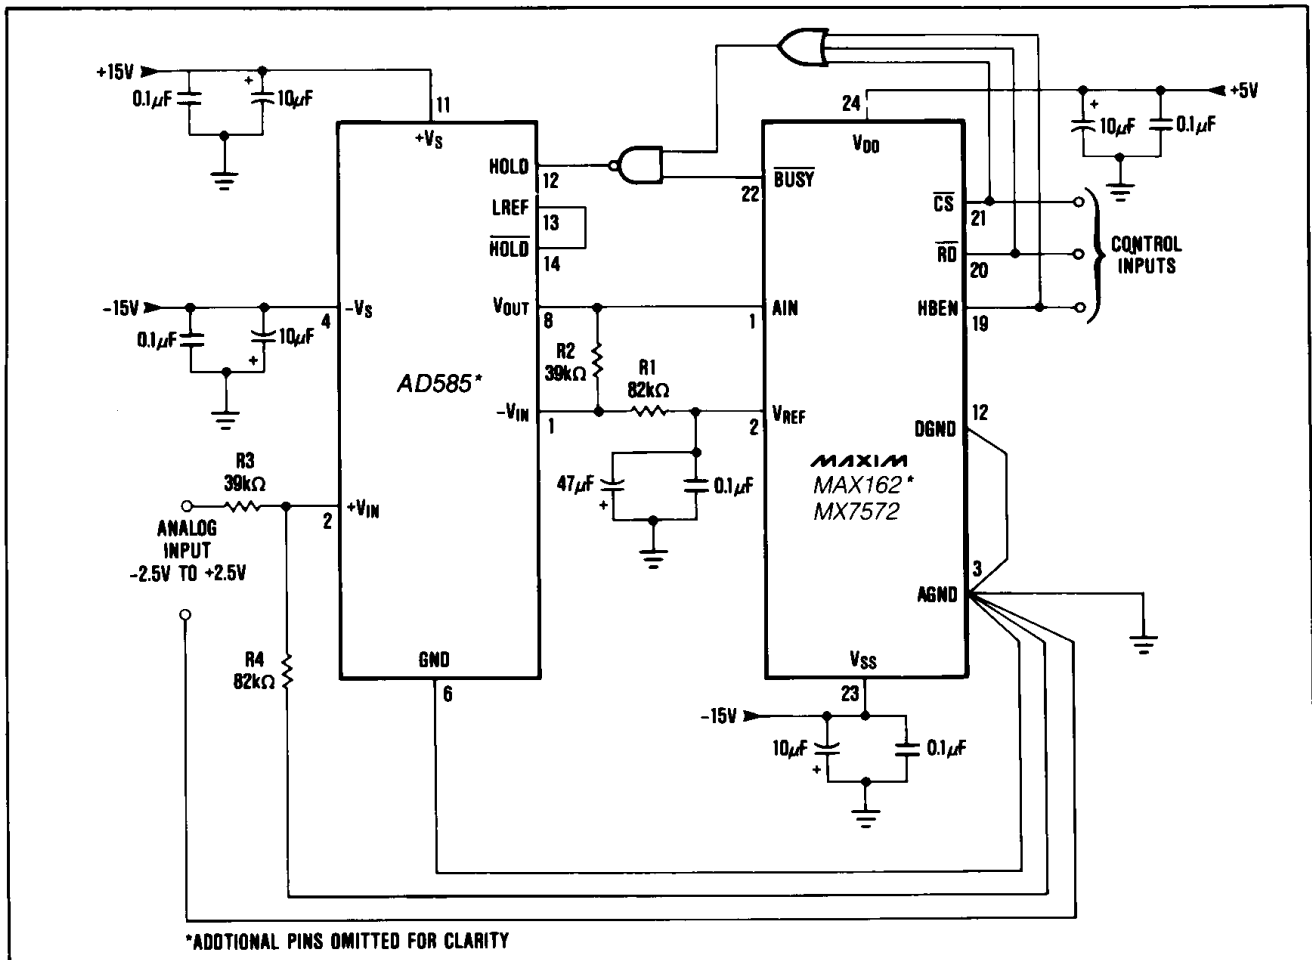 +15V
0.1µF
+
10µF
11
+VS
HOLD
12
LREF
13
HOLD
14
-15V
4
-VS
0.1µF
10µF
+
VOUT
8
R2
39kΩ
R1
82kΩ
AD585*
-VIN
1
47µF
+
0.1µF
R3
39kΩ
2
+VIN
ANALOG
INPUT
-2.5V TO +2.5V
R4
82kΩ
GND
6
24
VDD
+5V
+
10µF
0.1µF
BUSY
22
CS
21
RD
20
HBEN
19
CONTROL
INPUTS
1
AIN
2
VREF
12
DGND
MAXIM
MAX162*
MX7572
3
AGND
VSS
23
-15V
10µF
+
0.1µF
*ADDTIONAL PINS OMITTED FOR CLARITY